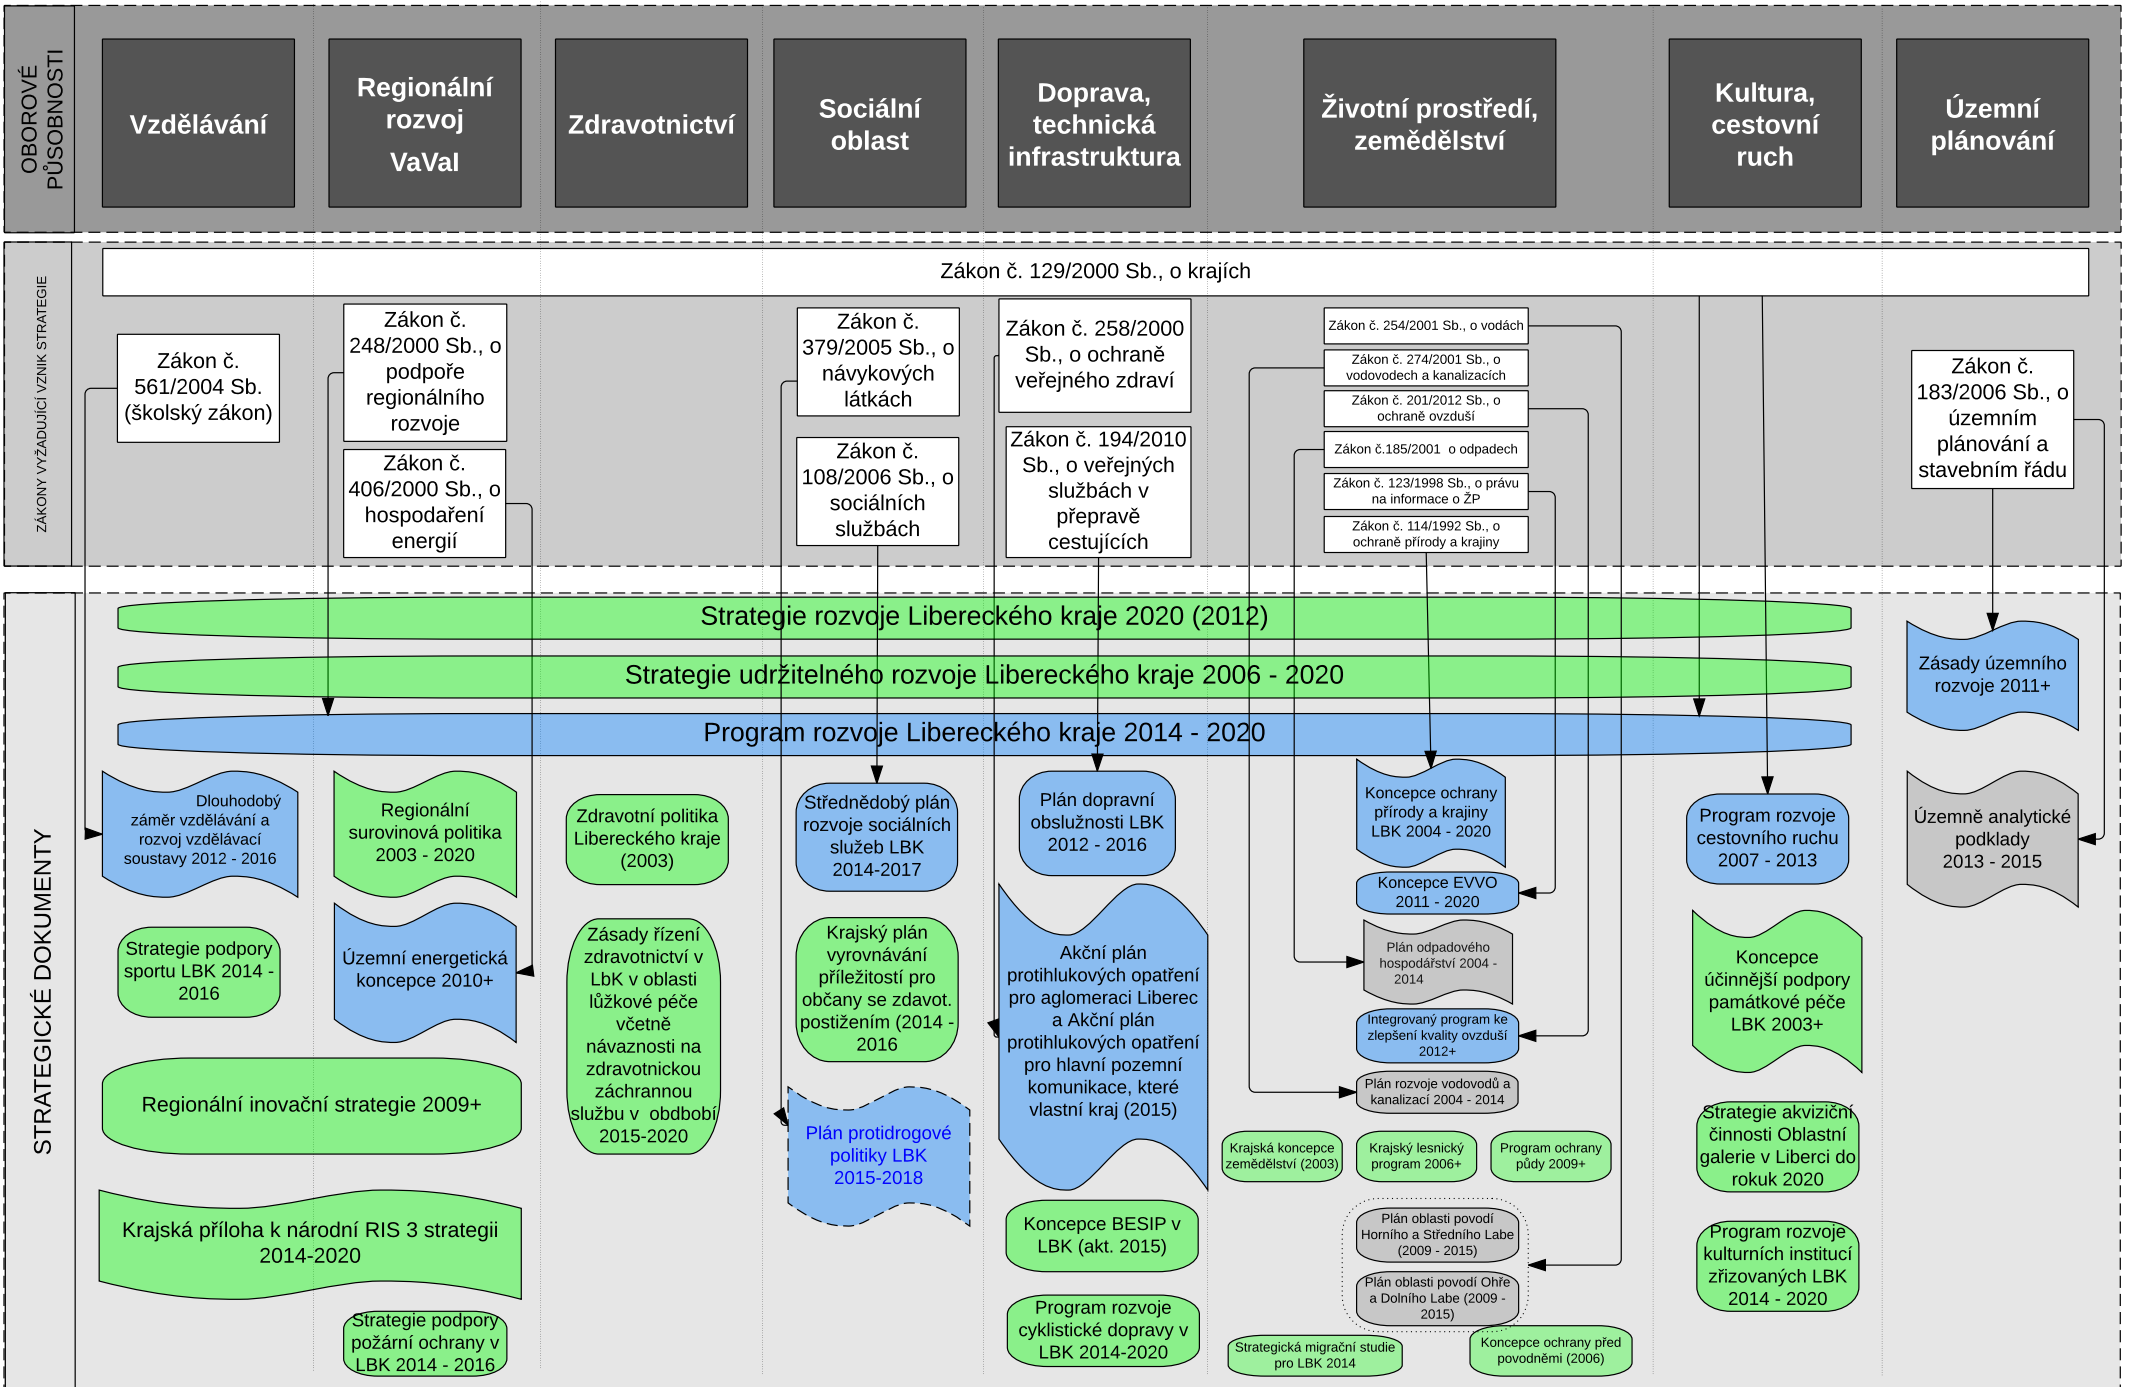 OBOROVÉ
PŮSOBNOSTI
Vzdělávání
Regionální
rozvoj
VaVaI
Zdravotnictví
Sociální
oblast
Doprava,
technická
infrastruktura
Životní prostředí,
zemědělství
Kultura,
cestovní
ruch
Územní
plánování
ZÁKONY VYŽADUJÍCÍ VZNIK STRATEGIE
Zákon č. 129/2000 Sb., o krajích
Zákon č.
561/2004 Sb.
(školský zákon)
Zákon č.
248/2000 Sb., o
podpoře
regionálního
rozvoje
Zákon č.
406/2000 Sb., o
hospodaření
energií
Zákon č.
379/2005 Sb., o
návykových
látkách
Zákon č.
108/2006 Sb., o
sociálních
službách
Zákon č. 258/2000
Sb., o ochraně
veřejného zdraví
Zákon č. 194/2010
Sb., o veřejných
službách v
přepravě
cestujících
Zákon č. 254/2001 Sb., o vodách
Zákon č. 274/2001 Sb., o
vodovodech a kanalizacích
Zákon č. 201/2012 Sb., o
ochraně ovzduší
Zákon č.185/2001  o odpadech
Zákon č. 123/1998 Sb., o právu
na informace o ŽP
Zákon č. 114/1992 Sb., o
ochraně přírody a krajiny
Zákon č.
183/2006 Sb., o
územním
plánování a
stavebním řádu
STRATEGICKÉ DOKUMENTY
Strategie rozvoje Libereckého kraje 2020 (2012)
Strategie udržitelného rozvoje Libereckého kraje 2006 - 2020
Program rozvoje Libereckého kraje 2014 - 2020
Dlouhodobý
záměr vzdělávání a
rozvoj vzdělávací
soustavy 2012 - 2016
Strategie podpory
sportu LBK 2014 -
2016
Regionální
surovinová politika
2003 - 2020
Územní energetická
koncepce 2010+
Regionální inovační strategie 2009+
Krajská příloha k národní RIS 3 strategii
2014-2020
Strategie podpory
požární ochrany v
LBK 2014 - 2016
Zdravotní politika
Libereckého kraje
(2003)
Zásady řízení
zdravotnictví v
LbK v oblasti
lůžkové péče
včetně
návaznosti na
zdravotnickou
záchrannou
službu v  obdbobí
2015-2020
Střednědobý plán
rozvoje sociálních
služeb LBK
2014-2017
Krajský plán
vyrovnávání
příležitostí pro
občany se zdavot.
postižením (2014 -
2016
Plán protidrogové
politiky LBK
2015-2018
Plán dopravní
obslužnosti LBK
2012 - 2016
Akční plán
protihlukových opatření
pro aglomeraci Liberec
a Akční plán
protihlukových opatření
pro hlavní pozemní
komunikace, které
vlastní kraj (2015)
Koncepce BESIP v
LBK (akt. 2015)
Program rozvoje
cyklistické dopravy v
LBK 2014-2020
Koncepce ochrany
přírody a krajiny
LBK 2004 - 2020
Koncepce EVVO
2011 - 2020
Plán odpadového
hospodářství 2004 -
2014
Integrovaný program ke
zlepšení kvality ovzduší
2012+
Plán rozvoje vodovodů a
kanalizací 2004 - 2014
Krajská koncepce
zemědělství (2003)
Krajský lesnický
program 2006+
Program ochrany
půdy 2009+
Plán oblasti povodí
Horního a Středního Labe
(2009 - 2015)
Plán oblasti povodí Ohře
a Dolního Labe (2009 -
2015)
Strategická migrační studie
pro LBK 2014
Koncepce ochrany před
povodněmi (2006)
Program rozvoje
cestovního ruchu
2007 - 2013
Koncepce
účinnější podpory
památkové péče
LBK 2003+
Strategie akviziční
činnosti Oblastní
galerie v Liberci do
rokuk 2020
Program rozvoje
kulturních institucí
zřizovaných LBK
2014 - 2020
Zásady územního
rozvoje 2011+
Územně analytické
podklady
2013 - 2015